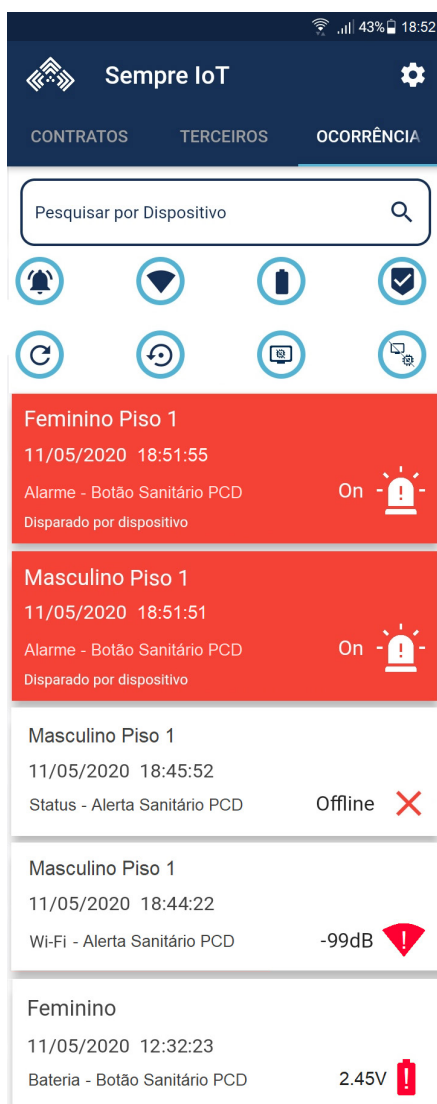 43% 18:52
Sempre IoT
CONTRATOS TERCEIROS OCORRÊNCIA
Pesquisar por Dispositivo
Feminino Piso 1
11/05/2020 18:51:55
Alarme - Botão Sanitário PCD On
Disparado por dispositivo
Masculino Piso 1
11/05/2020 18:51:51
Alarme - Botão Sanitário PCD On
Disparado por dispositivo
Masculino Piso 1
11/05/2020 18:45:52
Status - Alerta Sanitário PCD Offline
Masculino Piso 1
11/05/2020 18:44:22
Wi-Fi - Alerta Sanitário PCD -99dB
Feminino
11/05/2020 12:32:23
Bateria - Botão Sanitário PCD 2.45V